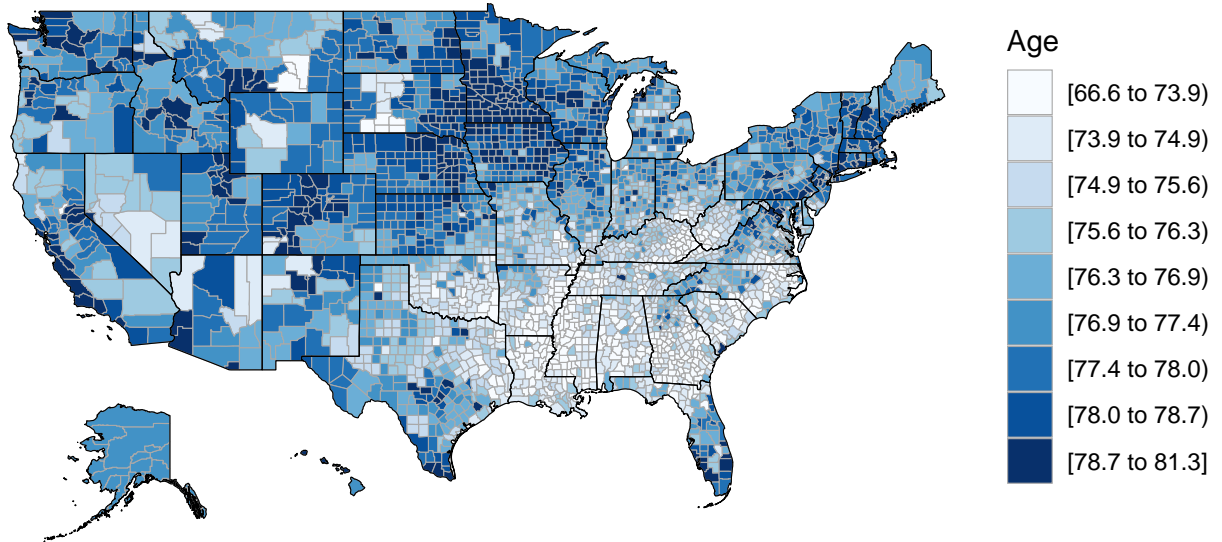 Age
[66.6 to 73.9)
[73.9 to 74.9)
[74.9 to 75.6)
[75.6 to 76.3)
[76.3 to 76.9)
[76.9 to 77.4)
[77.4 to 78.0)
[78.0 to 78.7)
[78.7 to 81.3]